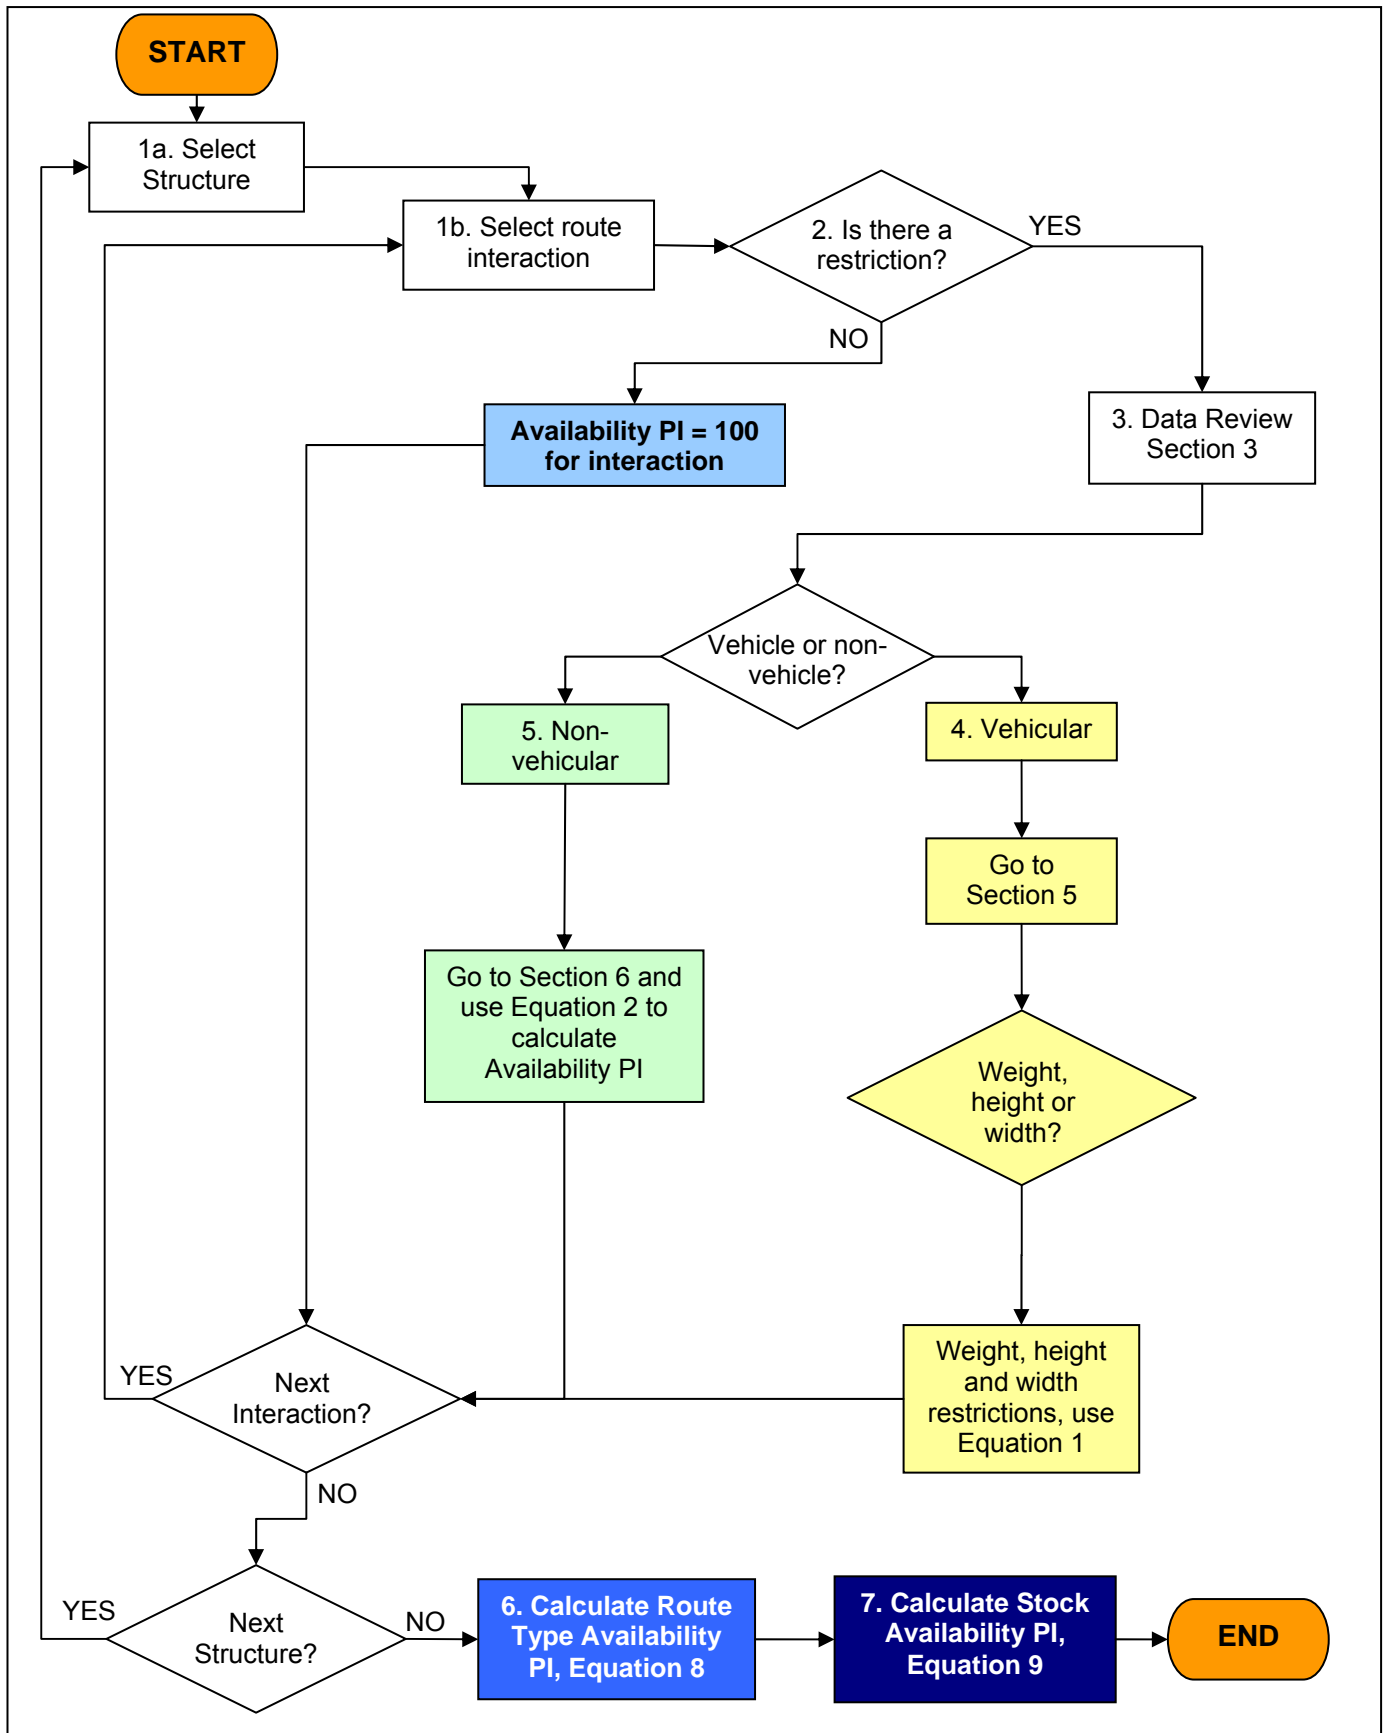 START
1a. Select
Structure
1b. Select route
interaction
2. Is there a
restriction?
YES
NO
Availability PI = 100
for interaction
3. Data Review
Section 3
Vehicle or non-
vehicle?
5. Non-
vehicular
4. Vehicular
Go to
Section 5
Go to Section 6 and
use Equation 2 to
calculate
Availability PI
Weight,
height or
width?
Weight, height
and width
restrictions, use
Equation 1
YES
Next
Interaction?
NO
YES
Next
Structure?
NO
6. Calculate Route
Type Availability
PI, Equation 8
7. Calculate Stock
Availability PI,
Equation 9
END